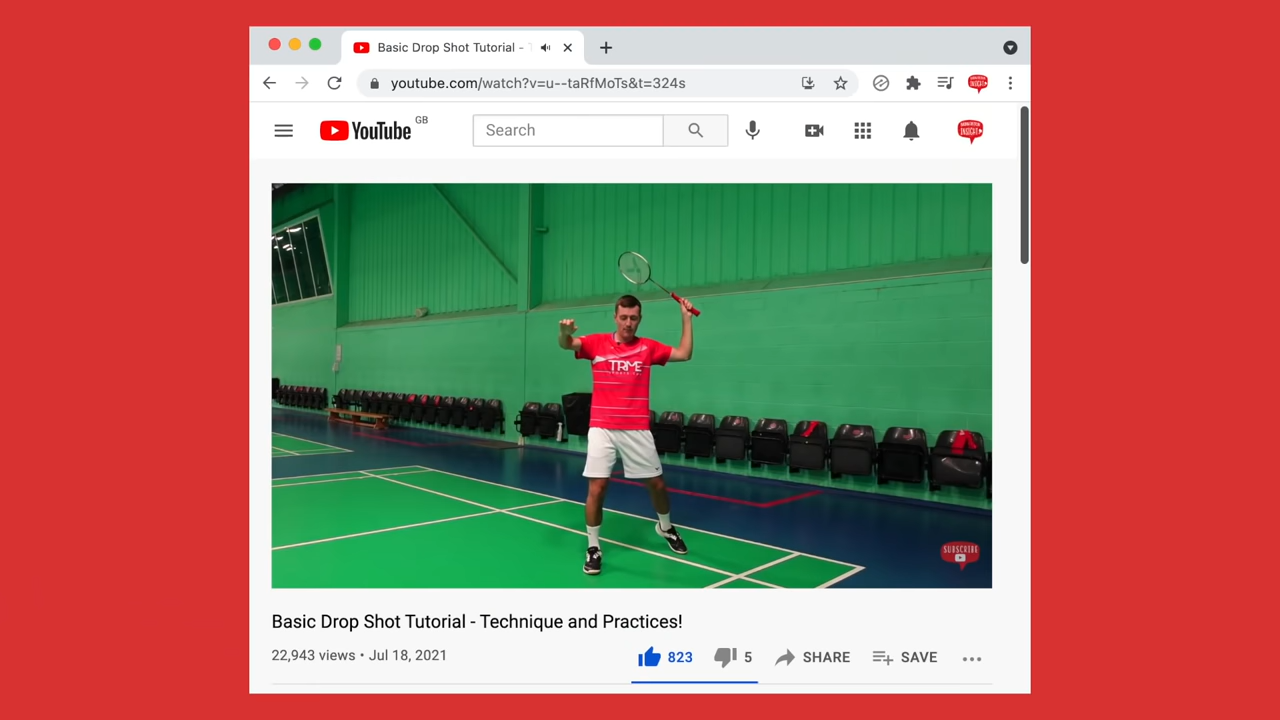 Basic Drop Shot Tutorial -
youtube.com/watch?v=u--taRfMoTs&t=324s
YouTube GB
Search
INSIGHT
TRME
SUBSCRIBE
Basic Drop Shot Tutorial - Technique and Practices!
22,943 views • Jul 18, 2021
823
5
SHARE
SAVE